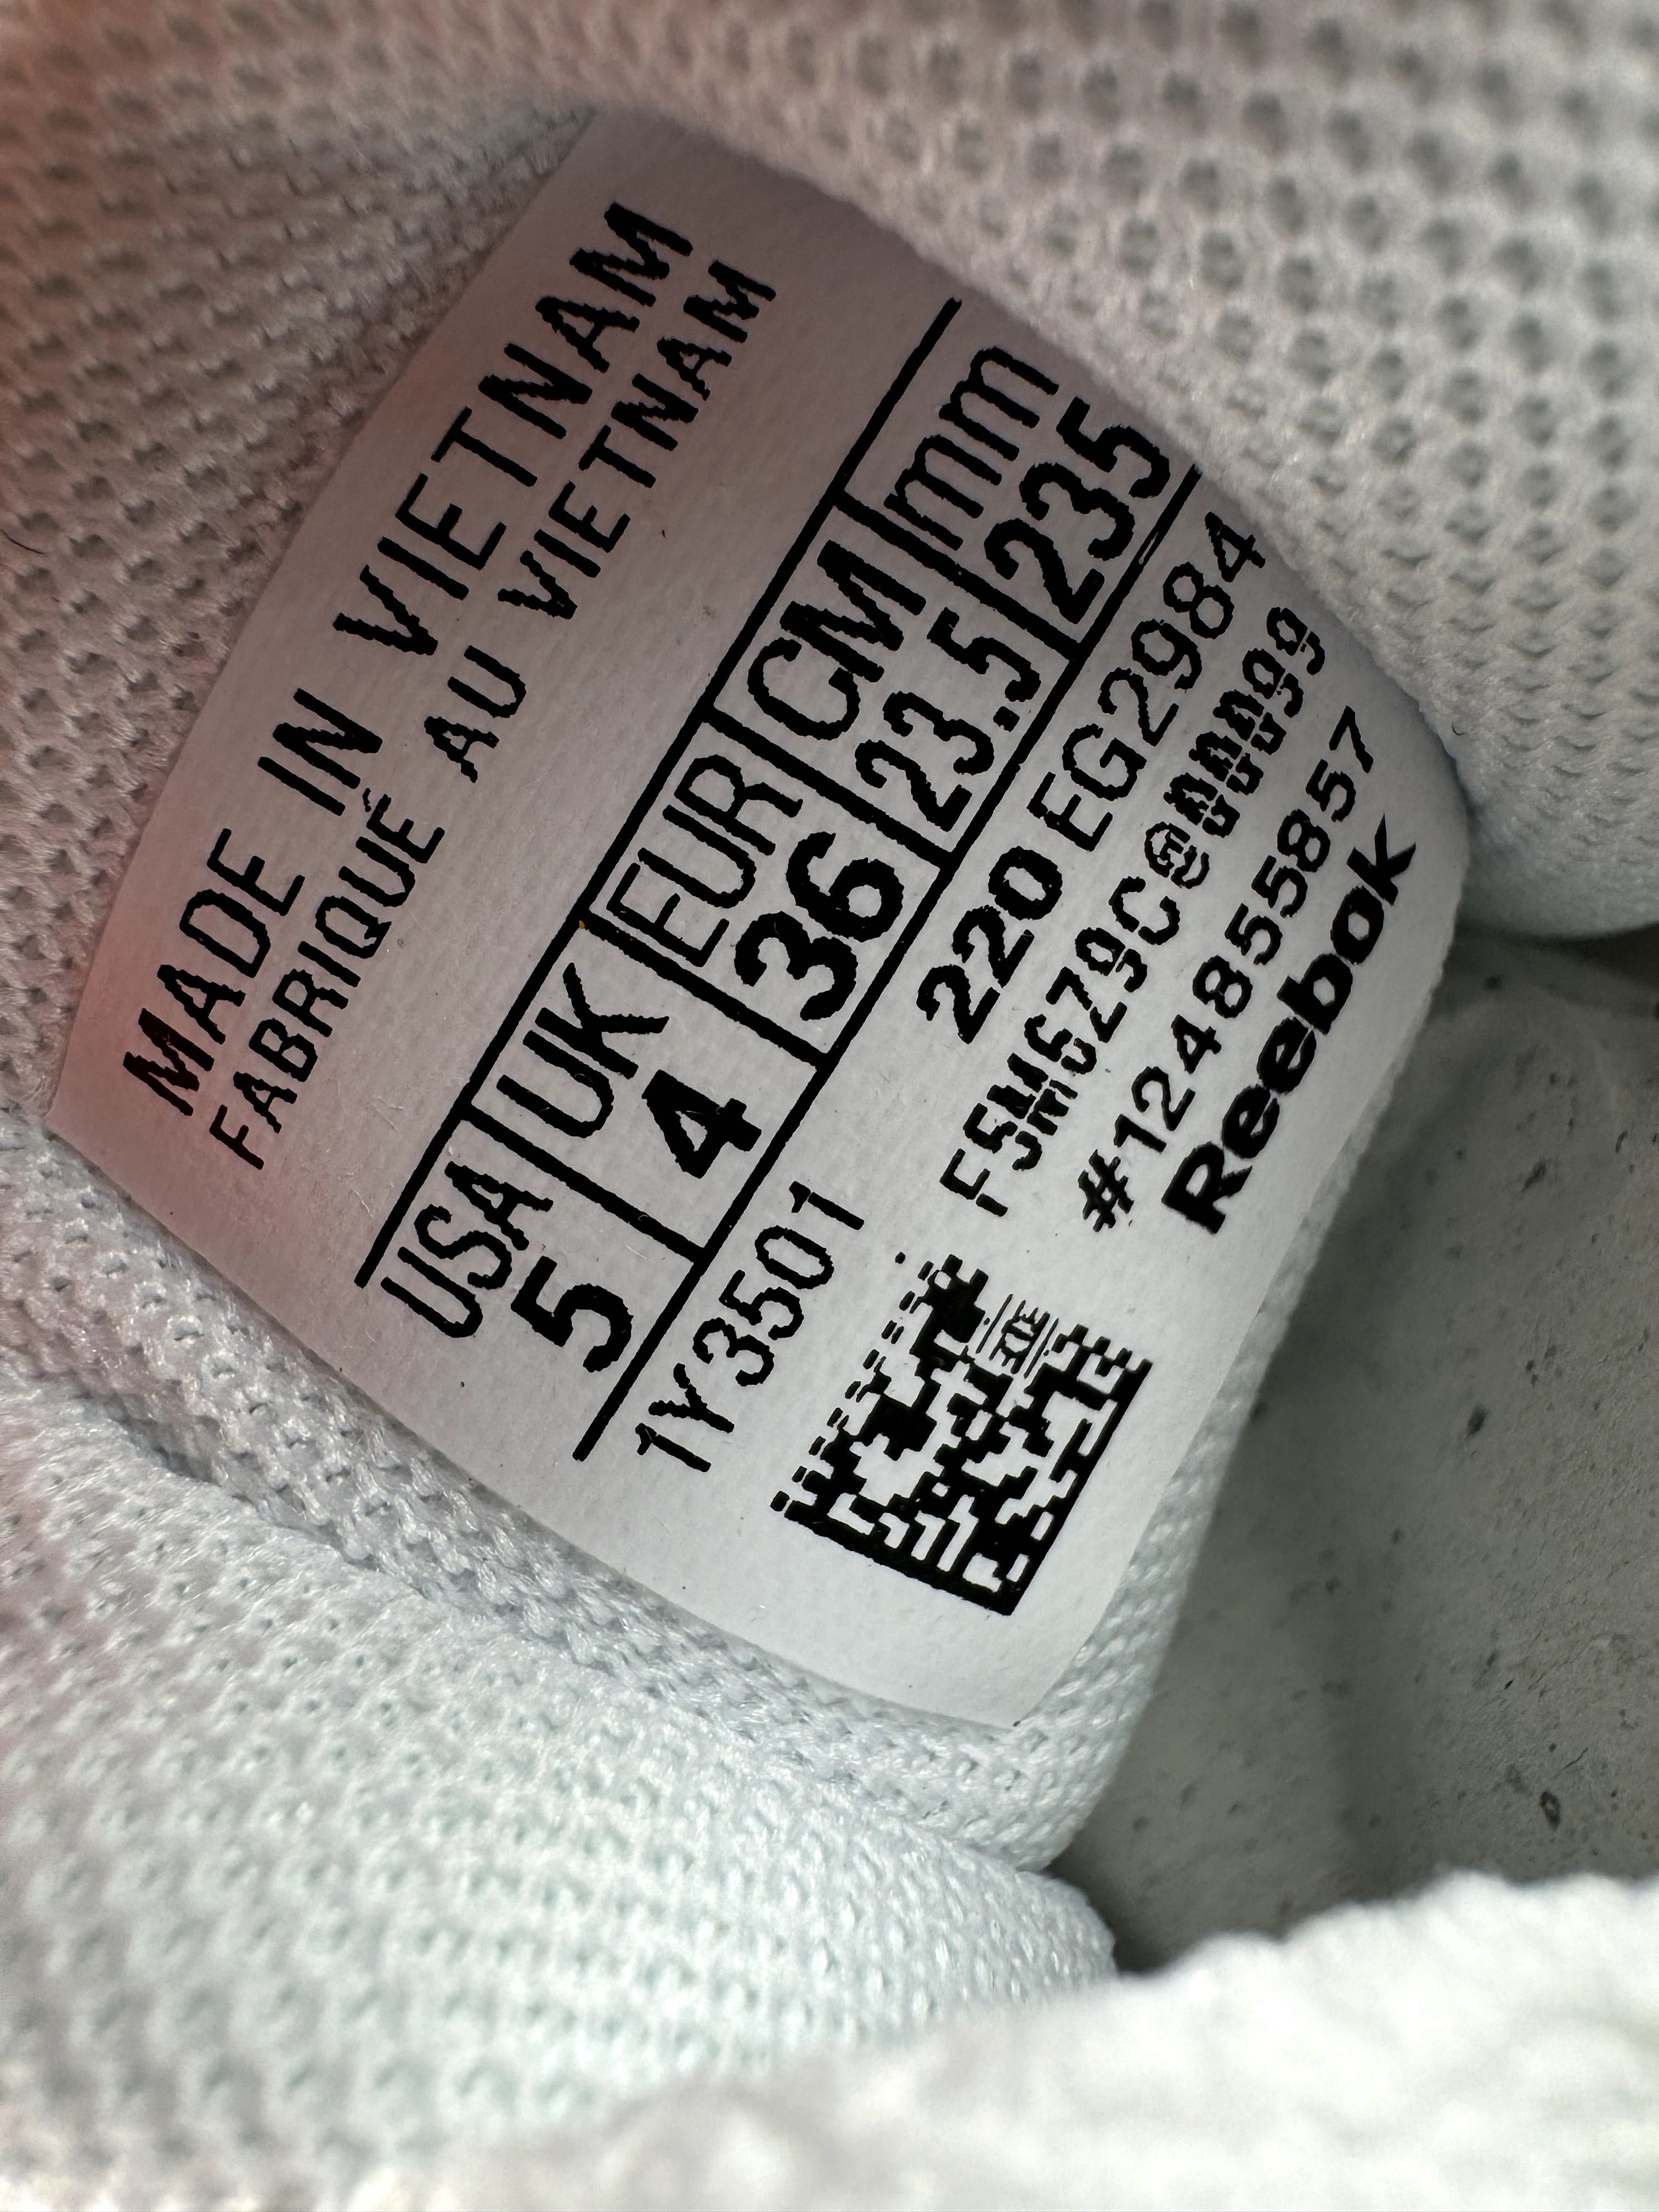 MADE IN VIETNAM
FABRIQUÉ AU VIETNAM
USA UK EUR CM mm
5 4 36 23.5 235
1Y3501
220 EG2984
#1248555857
Reebok